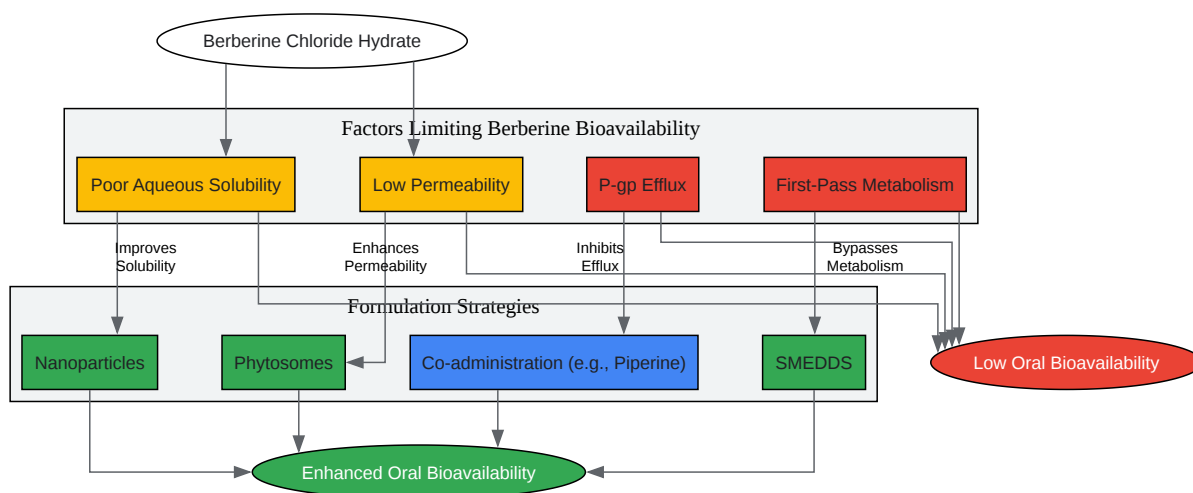 Berberine Chloride Hydrate
Factors Limiting Berberine Bioavailability
Poor Aqueous Solubility
Low Permeability
P-gp Efflux
First-Pass Metabolism
Improves
Solubility
Enhances
Permeability
Inhibits
Efflux
Bypasses
Metabolism
Formulation Strategies
Nanoparticles
Phytosomes
Co-administration (e.g., Piperine)
SMEDDS
Low Oral Bioavailability
Enhanced Oral Bioavailability